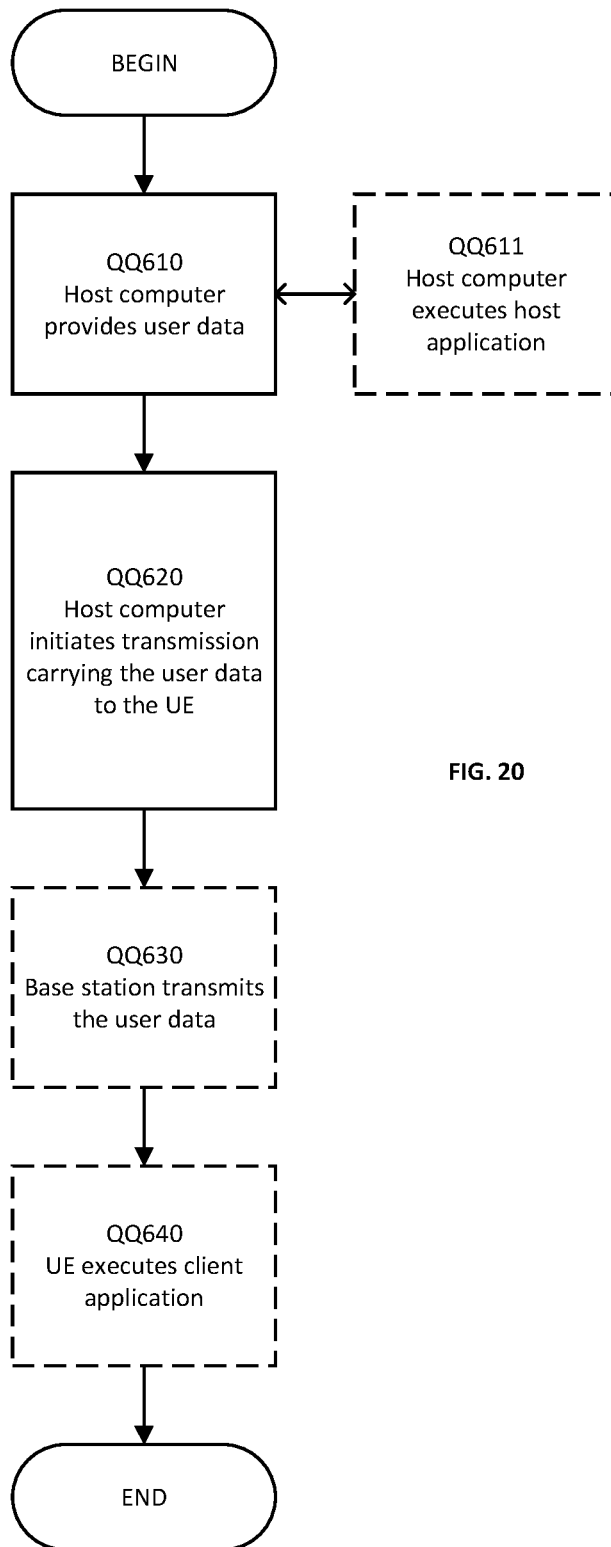 BEGIN
QQ610
Host computer
provides user data
QQ611
Host computer
executes host
application
QQ620
Host computer
initiates transmission
carrying the user data
to the UE
FIG. 20
QQ630
Base station transmits
the user data
QQ640
UE executes client
application
END